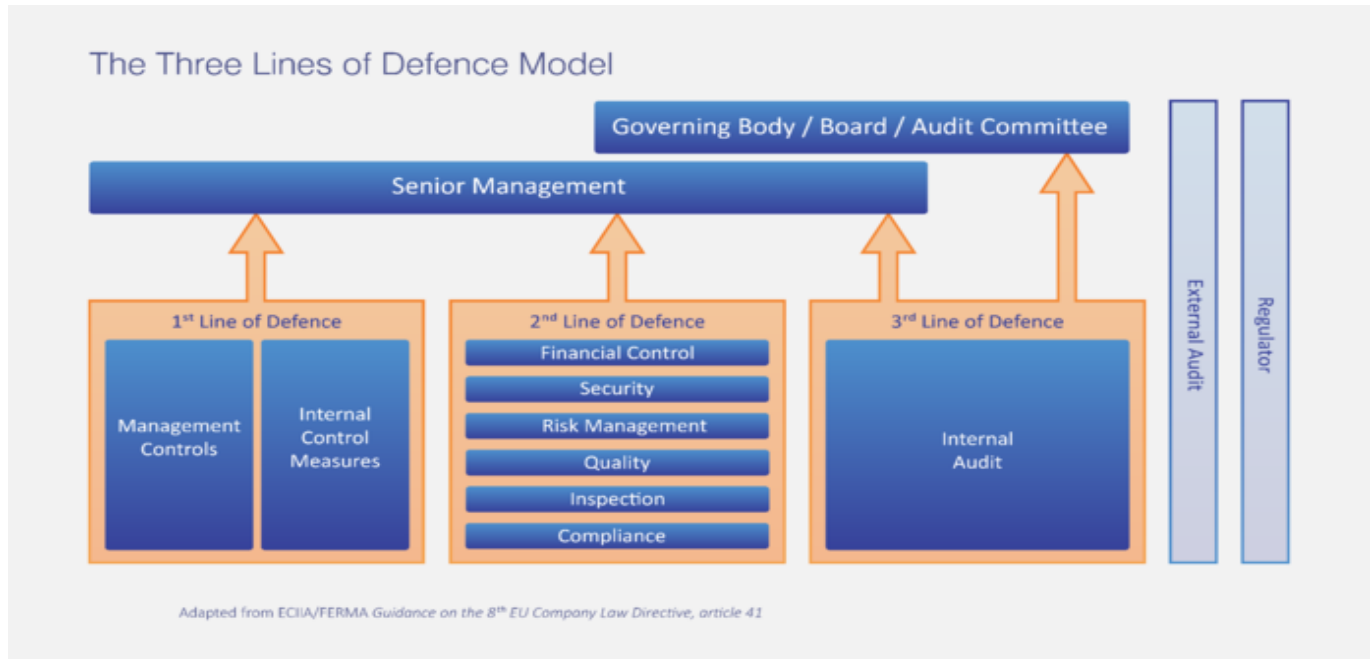 The Three Lines of Defence Model
Governing Body / Board / Audit Committee
Senior Management
1st Line of Defence
Management
Controls
Internal
Control
Measures
2nd Line of Defence
Financial Control
Security
Risk Management
Quality
Inspection
Compliance
3rd Line of Defence
Internal
Audit
External Audit
Regulator
Adapted from ECIIA/FERMA Guidance on the 8th EU Company Law Directive, article 41